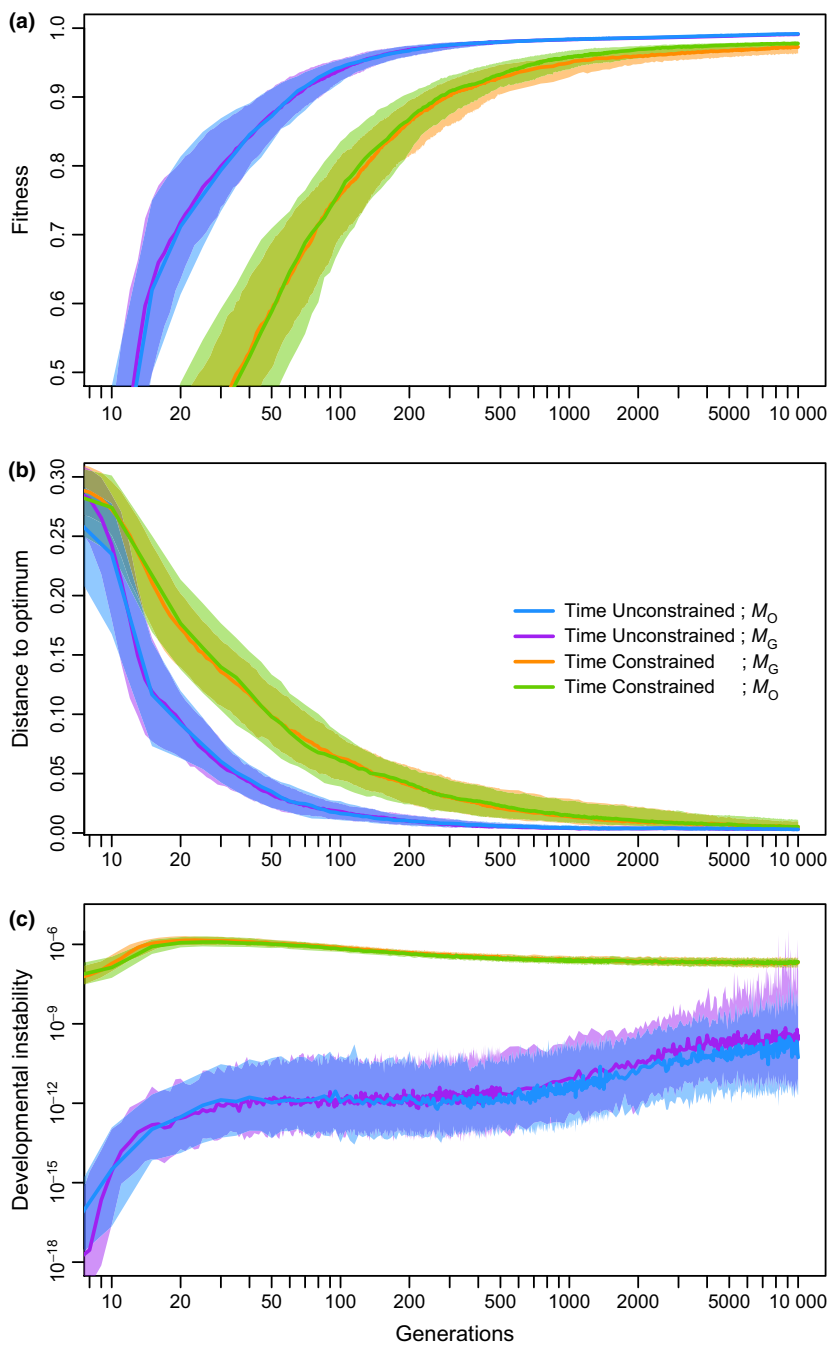 (a)
Fitness
1.0
0.9
0.8
0.7
0.6
0.5
10 20 50 100 200 500 1000 2000 5000 10 000
(b)
Distance to optimum
0.30
0.25
0.20
0.15
0.10
0.05
0.00
Time Unconstrained ; M_O
Time Unconstrained ; M_G
Time Constrained ; M_G
Time Constrained ; M_O
10 20 50 100 200 500 1000 2000 5000 10 000
(c)
Developmental instability
10⁻⁶
10⁻⁹
10⁻¹²
10⁻¹⁵
10⁻¹⁸
10 20 50 100 200 500 1000 2000 5000 10 000
Generations